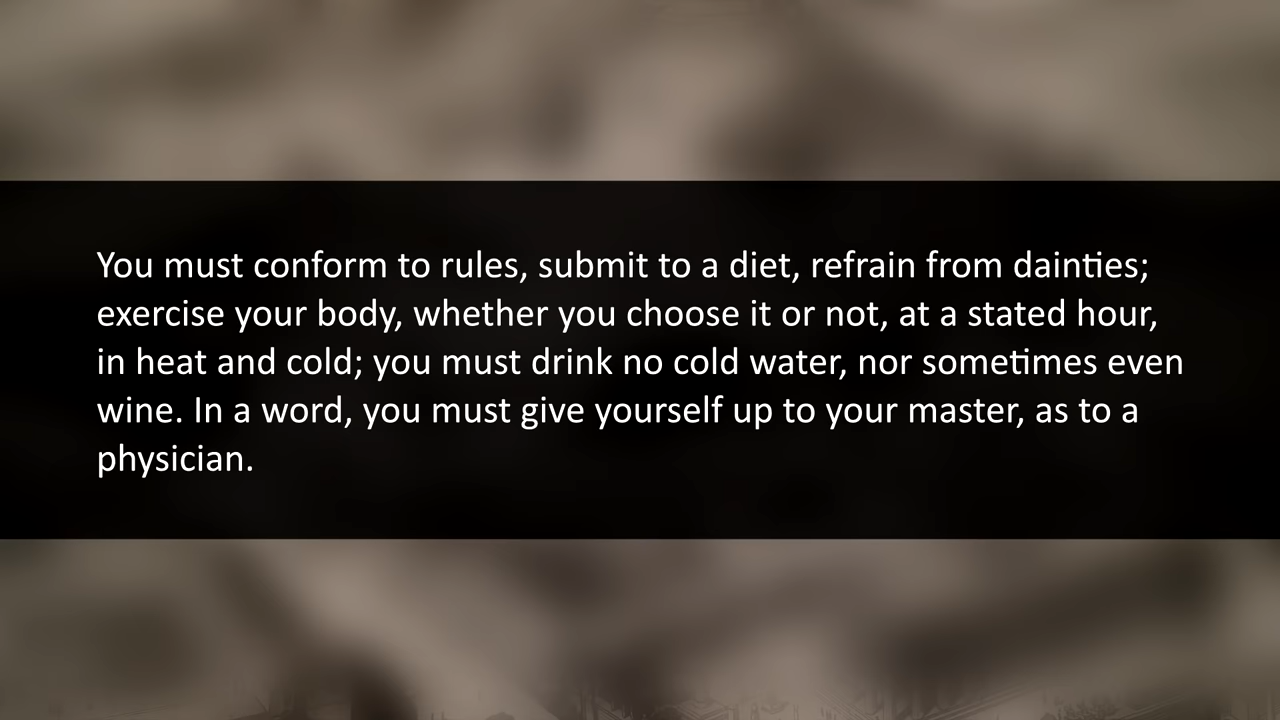 You must conform to rules, submit to a diet, refrain from dainties;
exercise your body, whether you choose it or not, at a stated hour,
in heat and cold; you must drink no cold water, nor sometimes even
wine. In a word, you must give yourself up to your master, as to a
physician.